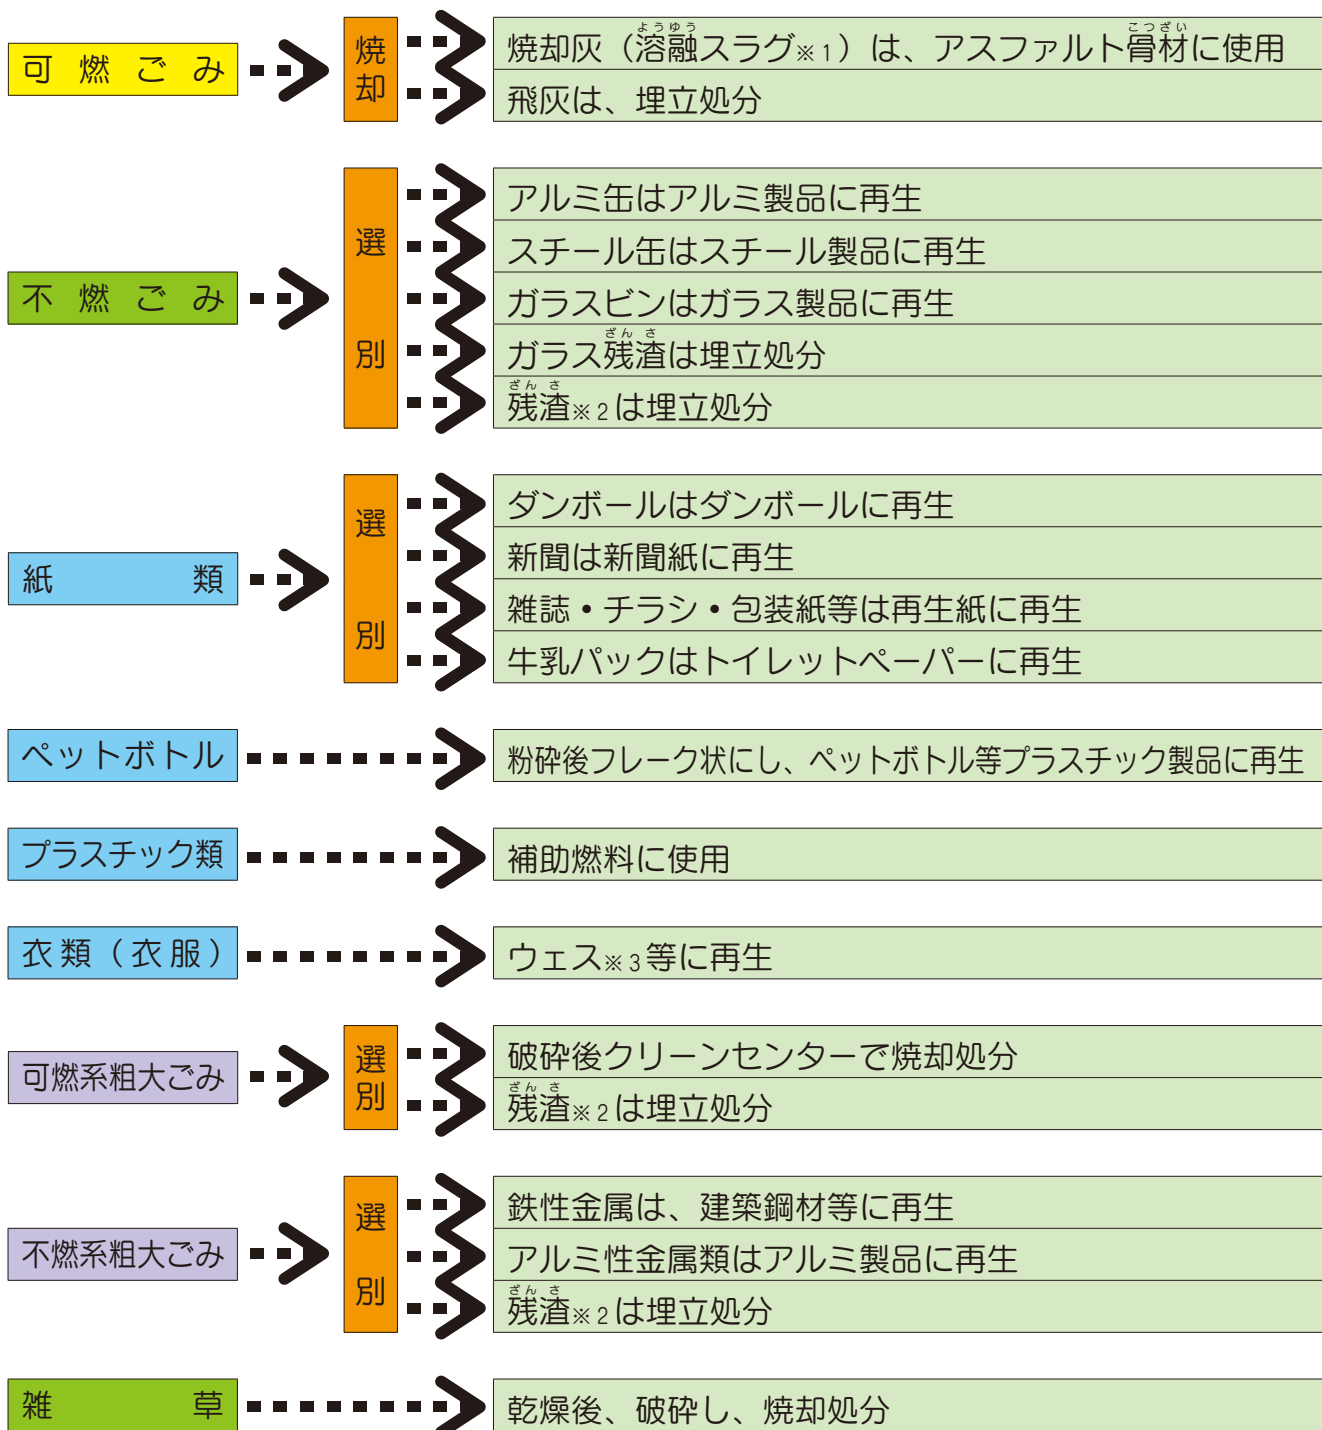 可燃ごみ
焼却
焼却灰（溶融スラグ※1）は、アスファルト骨材に使用
ようゆう
こつざい
飛灰は、埋立処分
不燃ごみ
選別
アルミ缶はアルミ製品に再生
スチール缶はスチール製品に再生
ガラスビンはガラス製品に再生
ガラス残渣は埋立処分
ざんさ
残渣※2は埋立処分
ざんさ
紙類
選別
ダンボールはダンボールに再生
新聞は新聞紙に再生
雑誌・チラシ・包装紙等は再生紙に再生
牛乳パックはトイレットペーパーに再生
ペットボトル
粉砕後フレーク状にし、ペットボトル等プラスチック製品に再生
プラスチック類
補助燃料に使用
衣類（衣服）
ウェス※3等に再生
可燃系粗大ごみ
選別
破砕後クリーンセンターで焼却処分
残渣※2は埋立処分
ざんさ
不燃系粗大ごみ
選別
鉄性金属は、建築鋼材等に再生
アルミ性金属類はアルミ製品に再生
残渣※2は埋立処分
ざんさ
雑草
乾燥後、破砕し、焼却処分